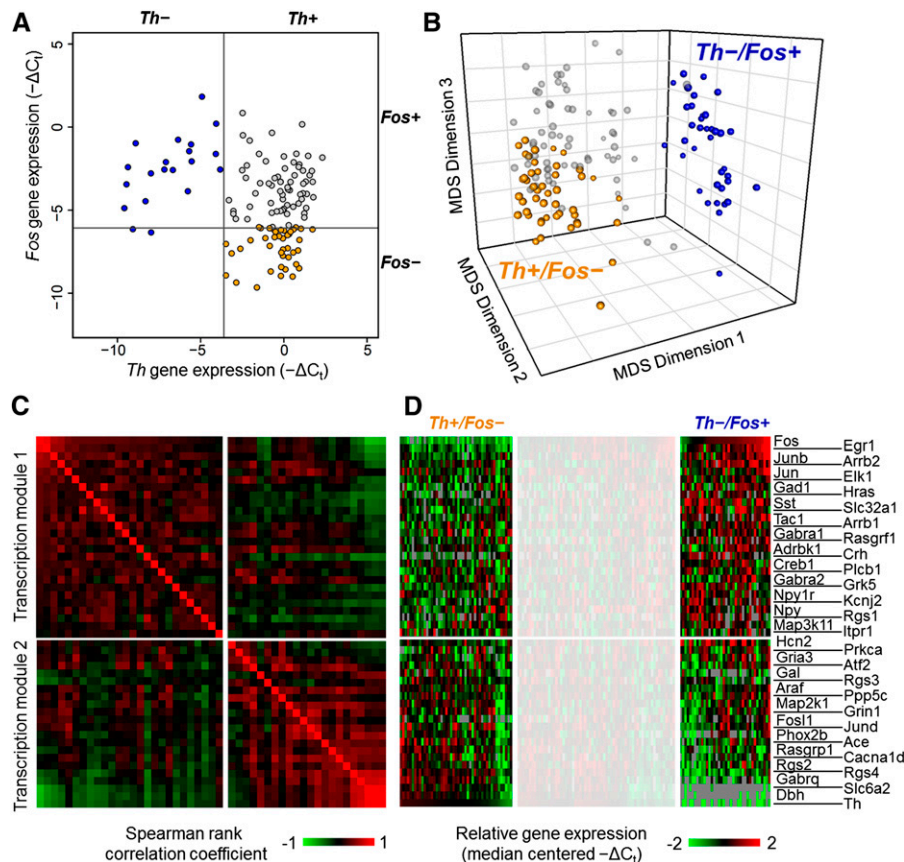 A
Th−
Th+
Fos gene expression (−ΔCt)
5
0
−5
−10
Fos+
Fos−
−10
−5
0
5
Th gene expression (−ΔCt)
B
Th−/Fos+
Th+/Fos−
MDS Dimension 3
MDS Dimension 2
MDS Dimension 1
C
Transcription module 1
Transcription module 2
Spearman rank
correlation coefficient
-1
1
D
Th+/Fos−
Th−/Fos+
Fos
Egr1
Junb
Arrb2
Jun
Elk1
Gad1
Hras
Sst
Slc32a1
Tac1
Arrb1
Gabra1
Rasgrf1
Adrbk1
Crh
Creb1
Plcb1
Gabra2
Grk5
Npy1r
Kcnj2
Npy
Rgs1
Map3k11
Itpr1
Hcn2
Prkca
Gria3
Atf2
Gal
Rgs3
Araf
Ppp5c
Map2k1
Grin1
Fosl1
Jund
Phox2b
Ace
Rasgrp1
Cacna1d
Rgs2
Rgs4
Gabrq
Slc6a2
Dbh
Th
Relative gene expression
(median centered −ΔCt)
-2
2